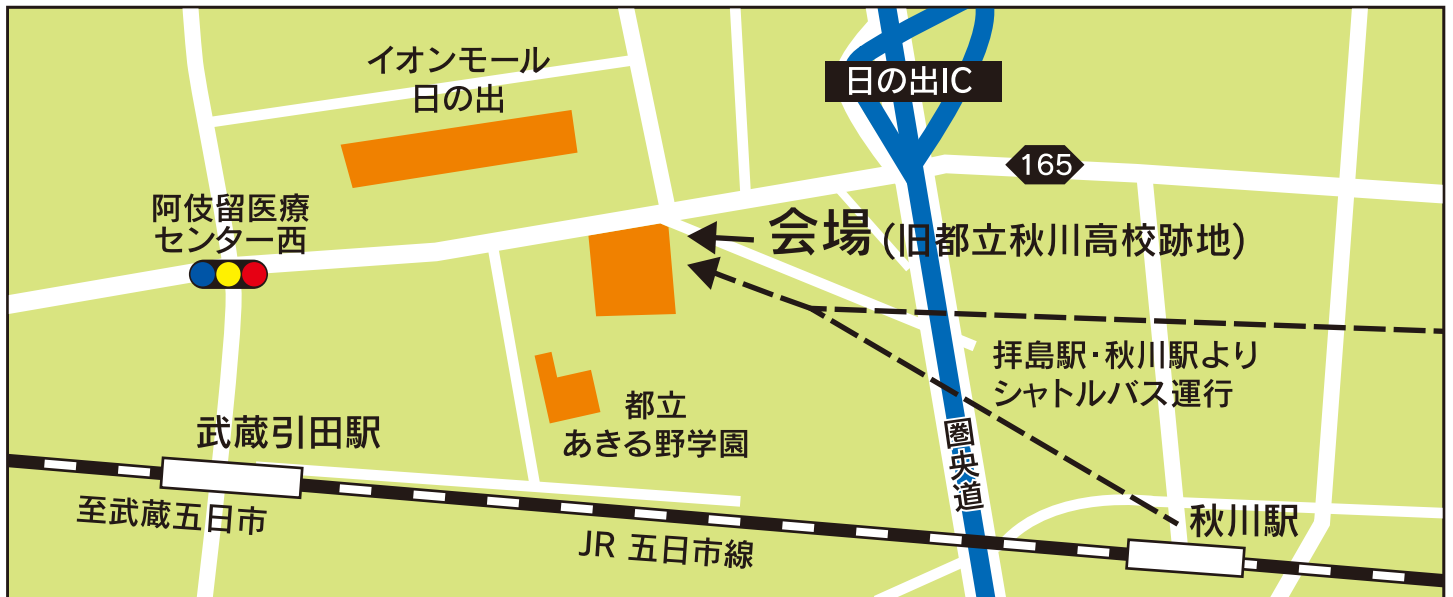 イオンモール
日の出
日の出IC
165
阿伎留医療
センター西
会場(旧都立秋川高校跡地)
拝島駅・秋川駅より
シャトルバス運行
都立
あきる野学園
圏央道
武蔵引田駅
至武蔵五日市
JR 五日市線
秋川駅